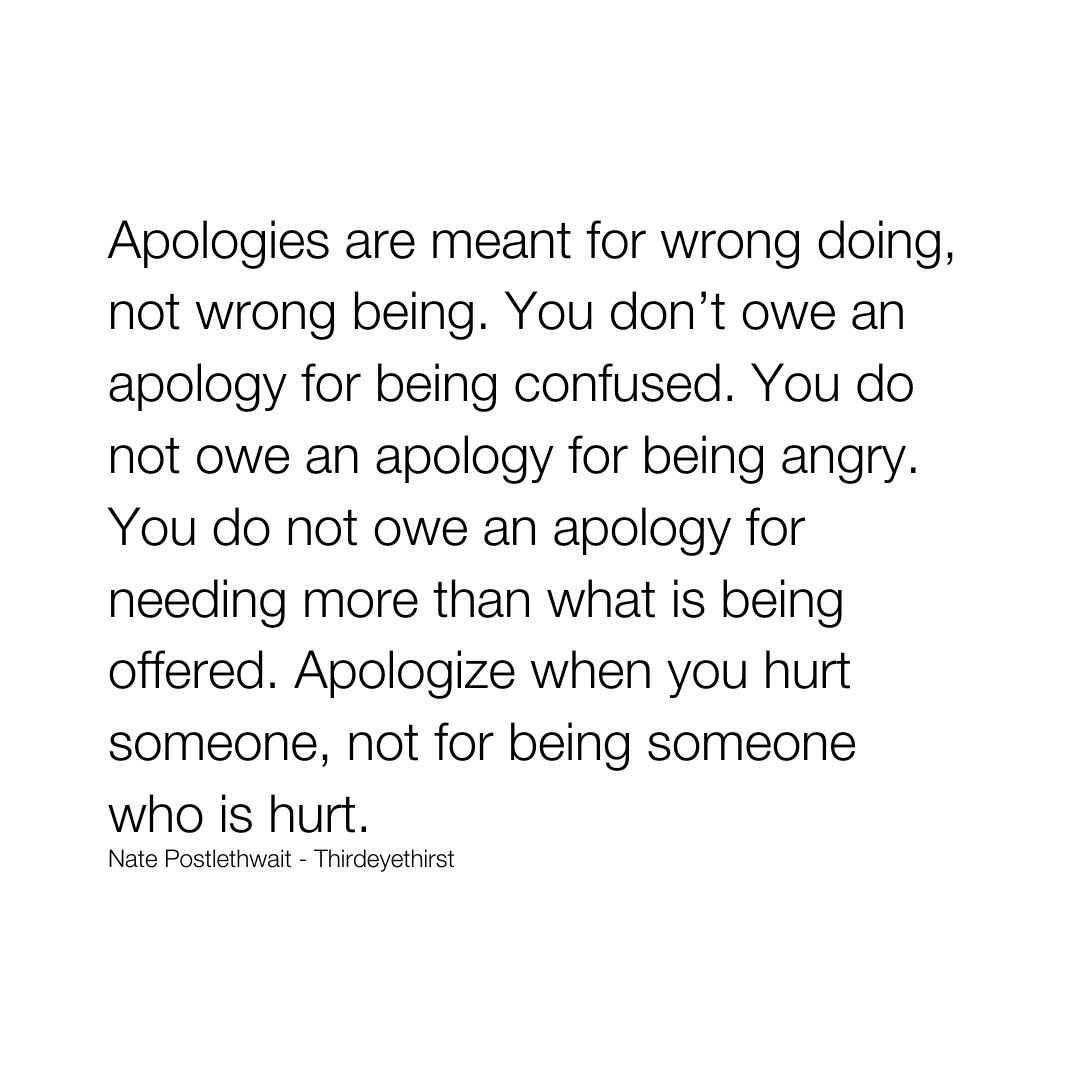 Apologies are meant for wrong doing,
not wrong being. You don’t owe an
apology for being confused. You do
not owe an apology for being angry.
You do not owe an apology for
needing more than what is being
offered. Apologize when you hurt
someone, not for being someone
who is hurt.
Nate Postlethwait - Thirdeyethirst